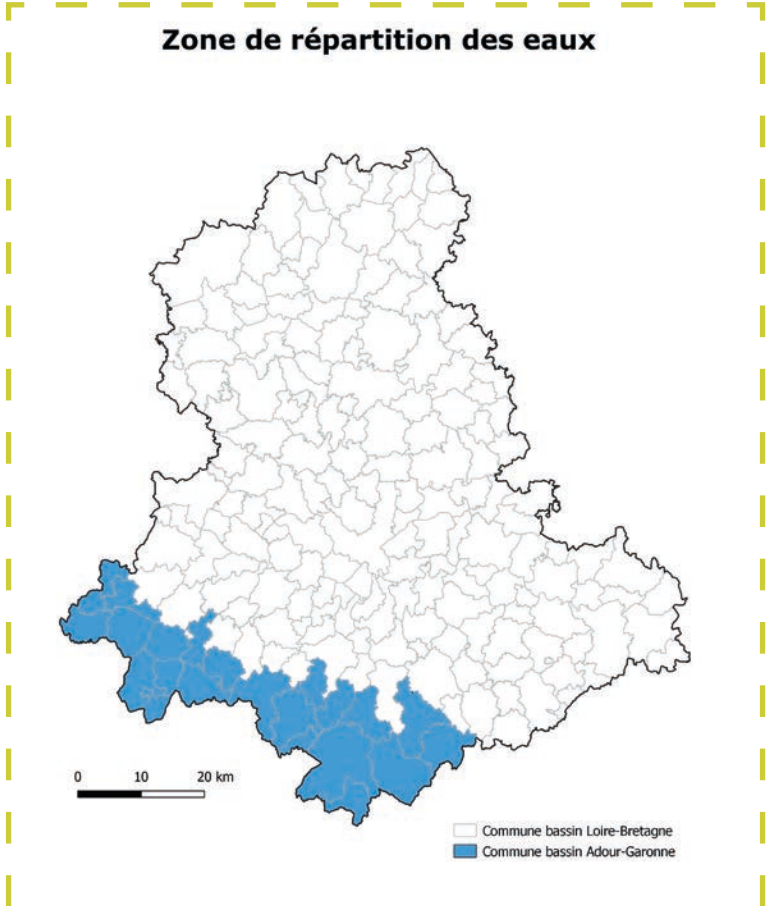 Zone de répartition des eaux
0 10 20 km
Commune bassin Loire-Bretagne
Commune bassin Adour-Garonne